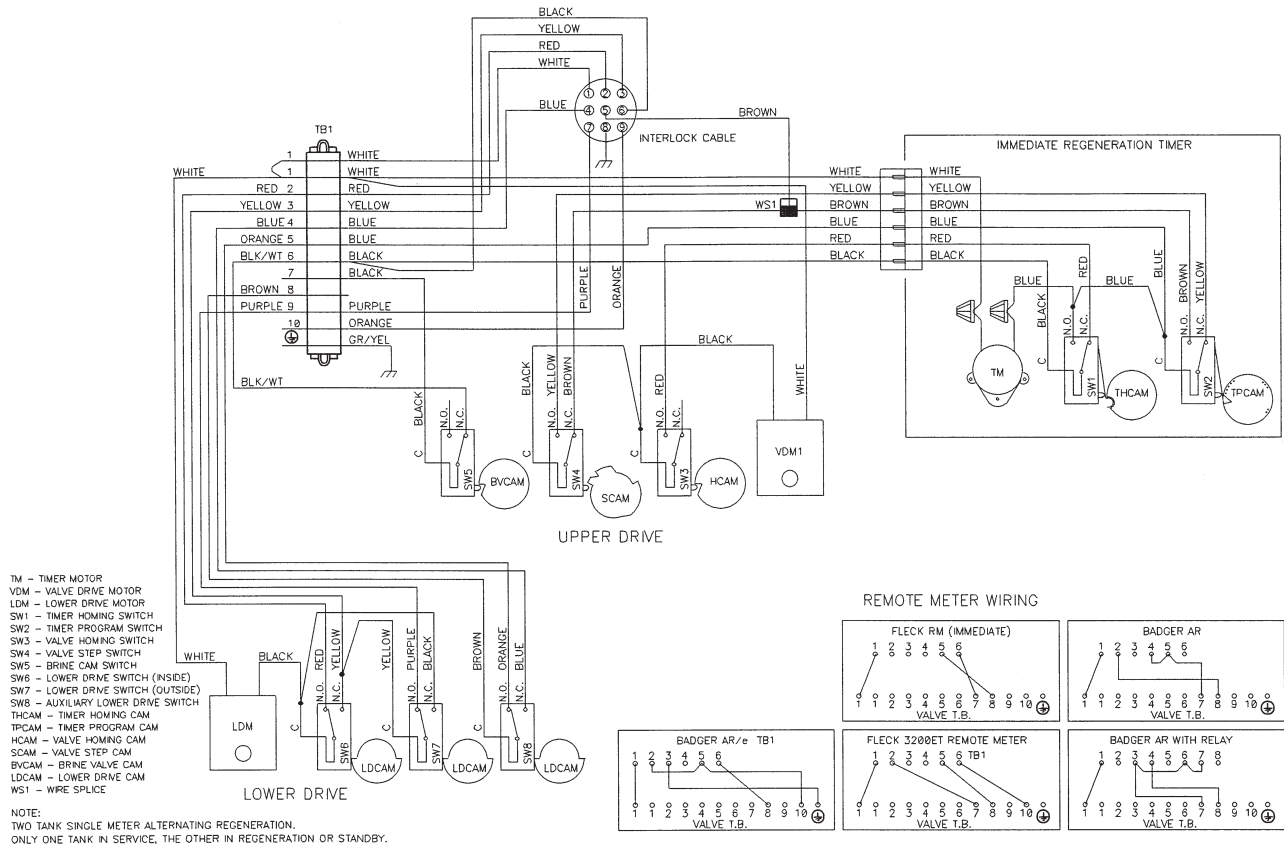 BLACK
YELLOW
RED
WHITE
1 2 3
BLUE 4 5 6 BROWN
7 8 9
INTERLOCK CABLE
TB1
IMMEDIATE REGENERATION TIMER
1 WHITE
WHITE 1 WHITE WHITE WHITE
RED 2 RED YELLOW YELLOW
YELLOW 3 YELLOW WS1 BROWN BROWN
BLUE 4 BLUE BLUE BLUE
ORANGE 5 BLUE RED RED
BLK/WT 6 BLACK BLACK BLACK
7 BLACK
BROWN 8
PURPLE 9 PURPLE
10 ORANGE
GR/YEL
PURPLE ORANGE
BLUE BLACK RED BLUE BLUE BROWN YELLOW
N.O. N.C. N.O. N.C.
C C
TM SW1 THCAM SW2 TPCAM
BLK/WT
BLACK
BLACK BLACK YELLOW BROWN RED WHITE
N.O. N.C. N.O. N.C. N.O. N.C.
C C C
SW5 BVCAM SW4 SCAM SW3 HCAM VDM1
UPPER DRIVE
TM – TIMER MOTOR
VDM – VALVE DRIVE MOTOR
LDM – LOWER DRIVE MOTOR
SW1 – TIMER HOMING SWITCH
SW2 – TIMER PROGRAM SWITCH
SW3 – VALVE HOMING SWITCH
SW4 – VALVE STEP SWITCH
SW5 – BRINE CAM SWITCH
SW6 – LOWER DRIVE SWITCH (INSIDE)
SW7 – LOWER DRIVE SWITCH (OUTSIDE)
SW8 – AUXILIARY LOWER DRIVE SWITCH
THCAM – TIMER HOMING CAM
TPCAM – TIMER PROGRAM CAM
HCAM – VALVE HOMING CAM
SCAM – VALVE STEP CAM
BVCAM – BRINE VALVE CAM
LDCAM – LOWER DRIVE CAM
WS1 – WIRE SPLICE
NOTE:
TWO TANK SINGLE METER ALTERNATING REGENERATION.
ONLY ONE TANK IN SERVICE, THE OTHER IN REGENERATION OR STANDBY.
WHITE BLACK RED YELLOW YELLOW PURPLE BLACK BROWN ORANGE BLUE
N.O. N.C. N.O. N.C. N.O. N.C.
C C C
LDM SW6 LDCAM SW7 LDCAM SW8 LDCAM
LOWER DRIVE
REMOTE METER WIRING
FLECK RM (IMMEDIATE)
1 2 3 4 5 6
1 1 2 3 4 5 6 7 8 9 10
VALVE T.B.
BADGER AR
1 2 3 4 5 6
1 1 2 3 4 5 6 7 8 9 10
VALVE T.B.
BADGER AR/e TB1
1 2 3 4 5 6
1 1 2 3 4 5 6 7 8 9 10
VALVE T.B.
FLECK 3200ET REMOTE METER
1 2 3 4 5 6 TB1
1 1 2 3 4 5 6 7 8 9 10
VALVE T.B.
BADGER AR WITH RELAY
1 2 3 4 5 6 7 8
1 1 2 3 4 5 6 7 8 9 10
VALVE T.B.